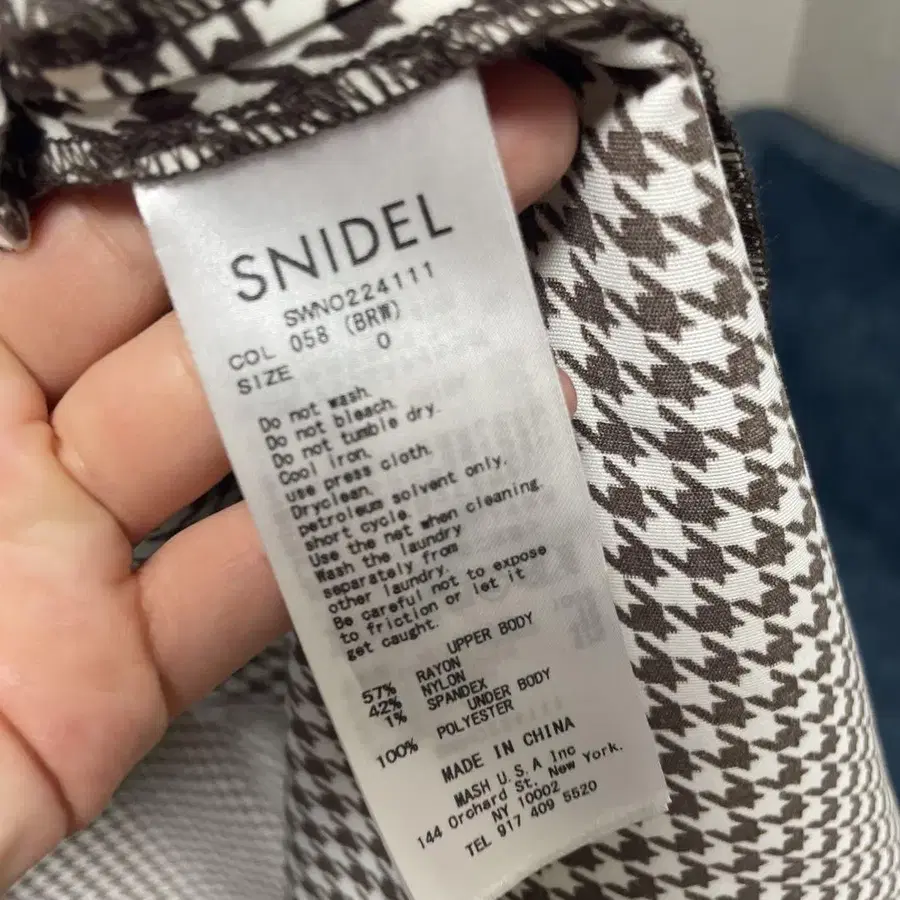 SNIDEL
SWNO224111
COL 058 (BRW)
SIZE 0
Do not wash.
Do not bleach.
Do not tumble dry.
Cool iron.
use press cloth.
Dryclean.
petroleum solvent only.
short cycle.
Use the net when cleaning.
Wash the laundry
separately from
other laundry.
Be careful not to expose
to friction or let it
get caught.
UPPER BODY
57% RAYON
42% NYLON
1% SPANDEX
UNDER BODY
100% POLYESTER
MADE IN CHINA
MASH U.S.A Inc
144 Orchard St. New York.
NY 10002
TEL 917 409 5520